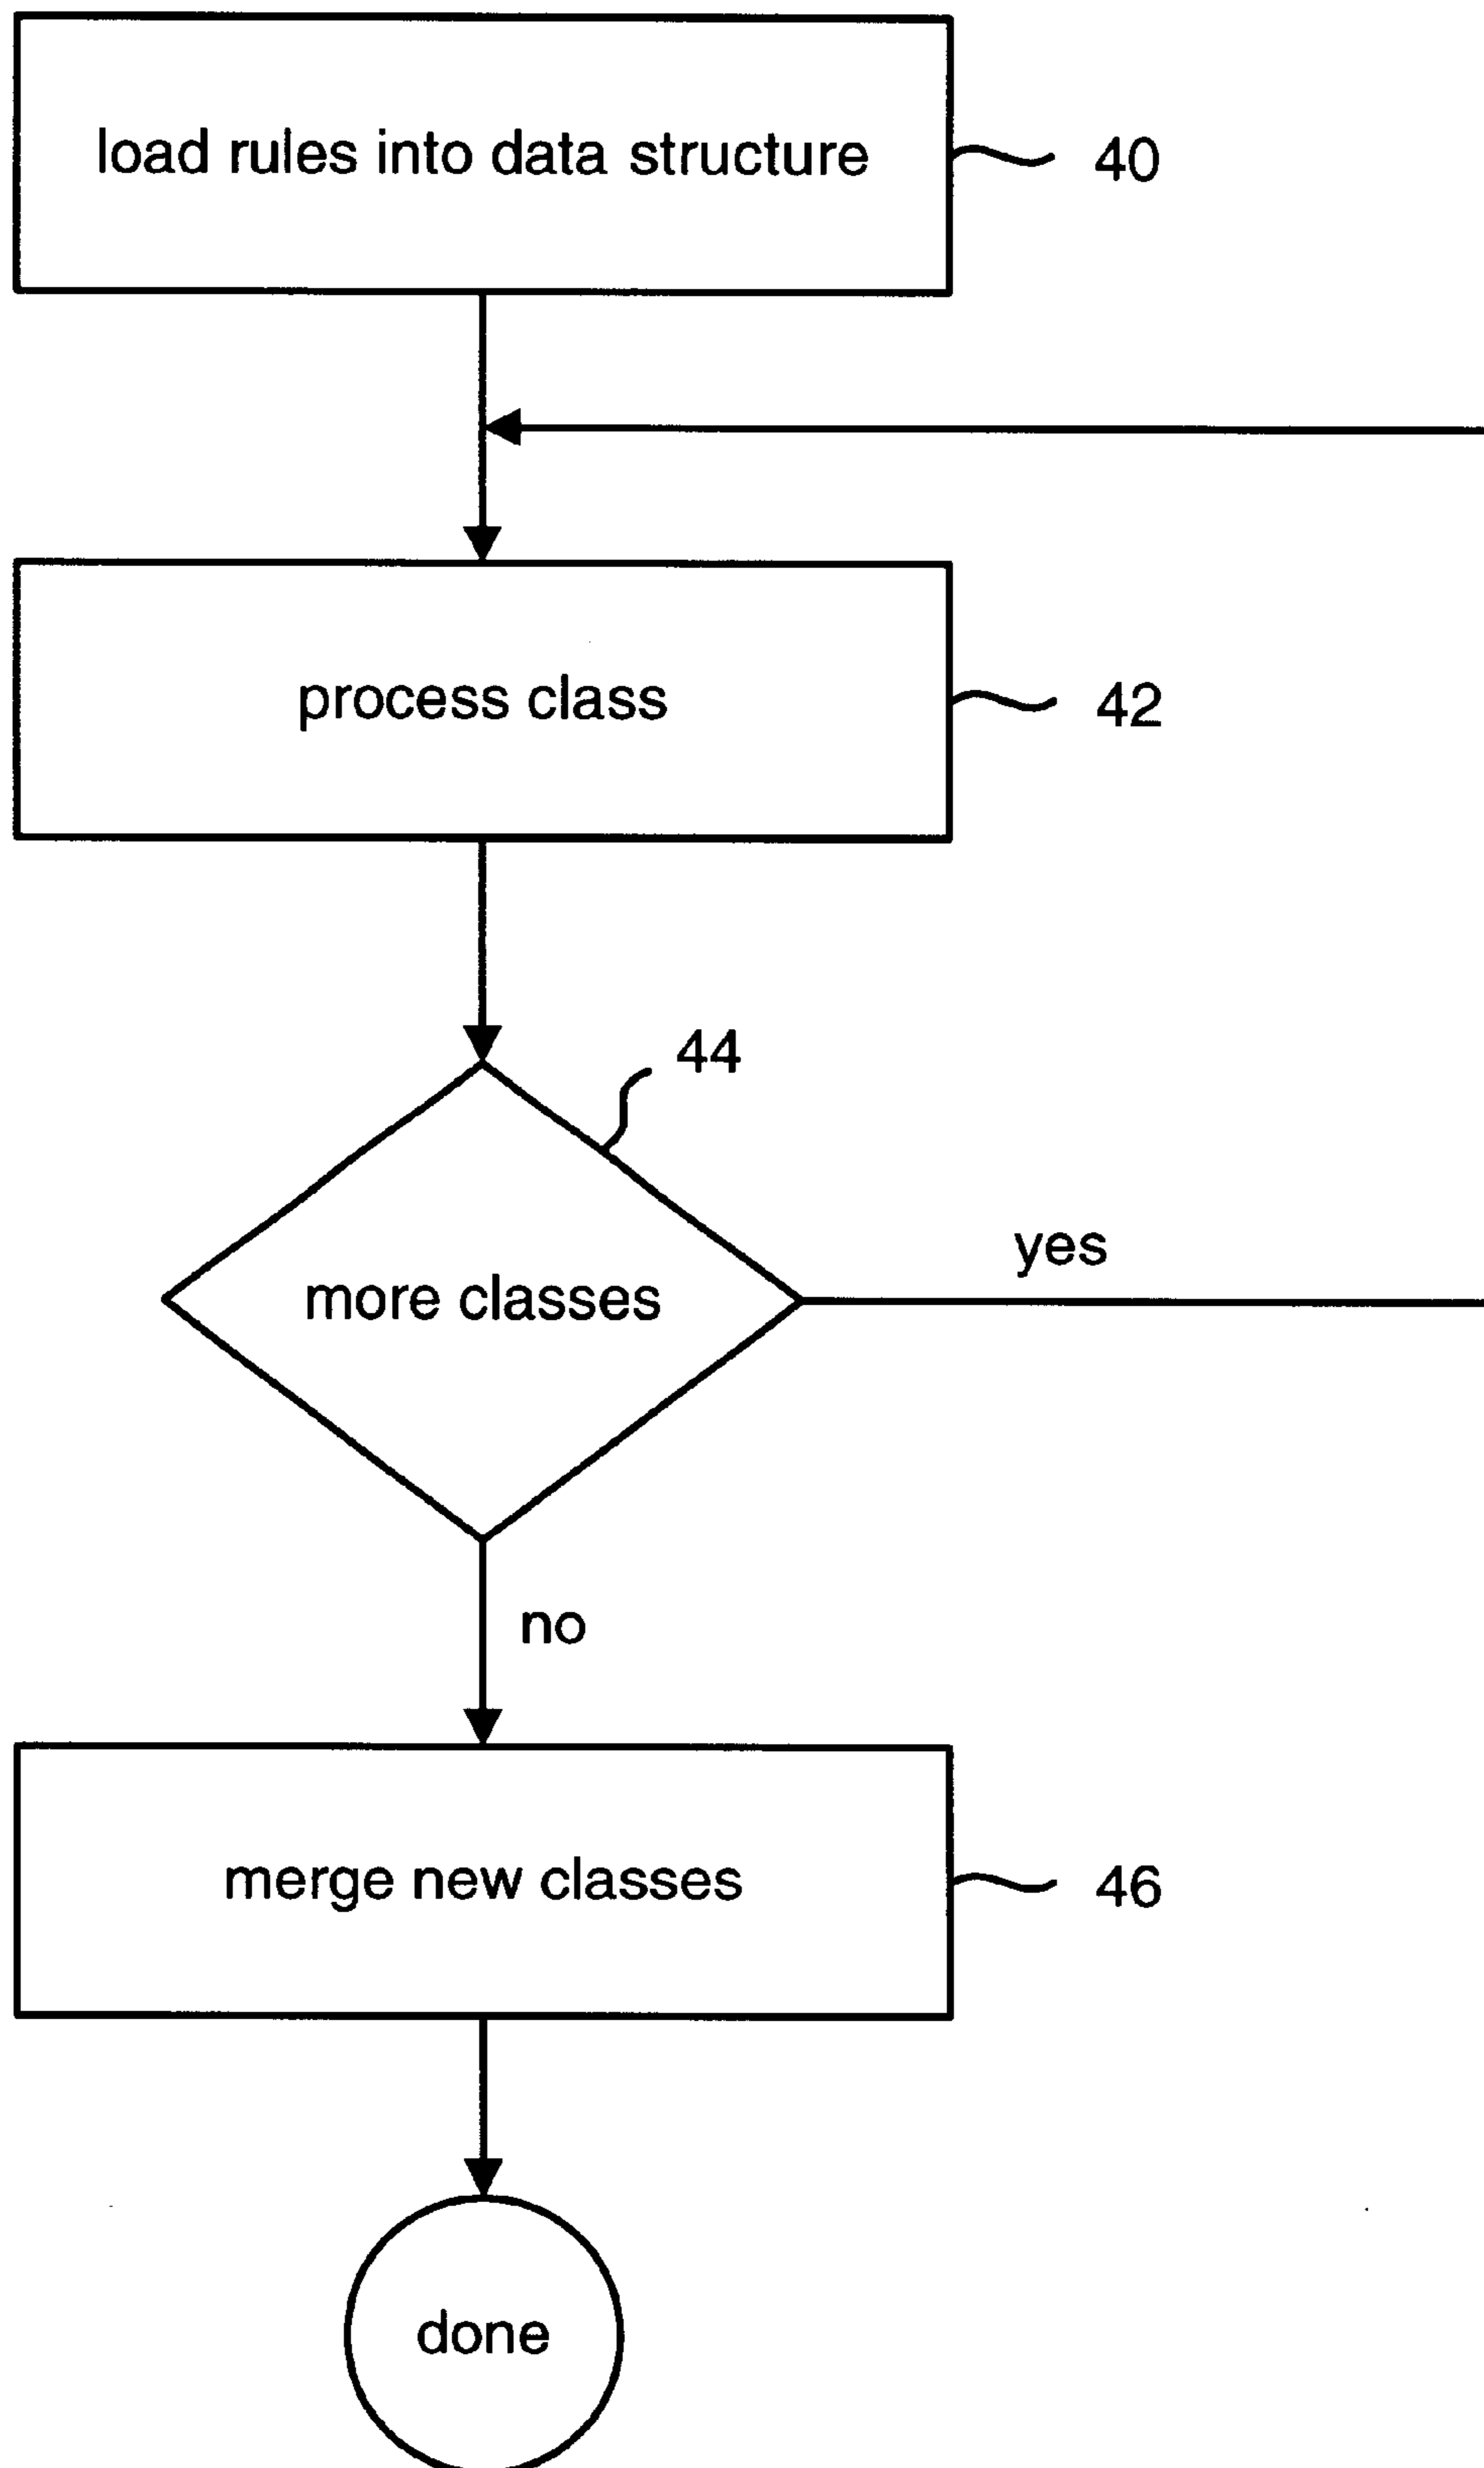 load rules into data structure
40
process class
42
44
more classes
yes
no
merge new classes
46
done